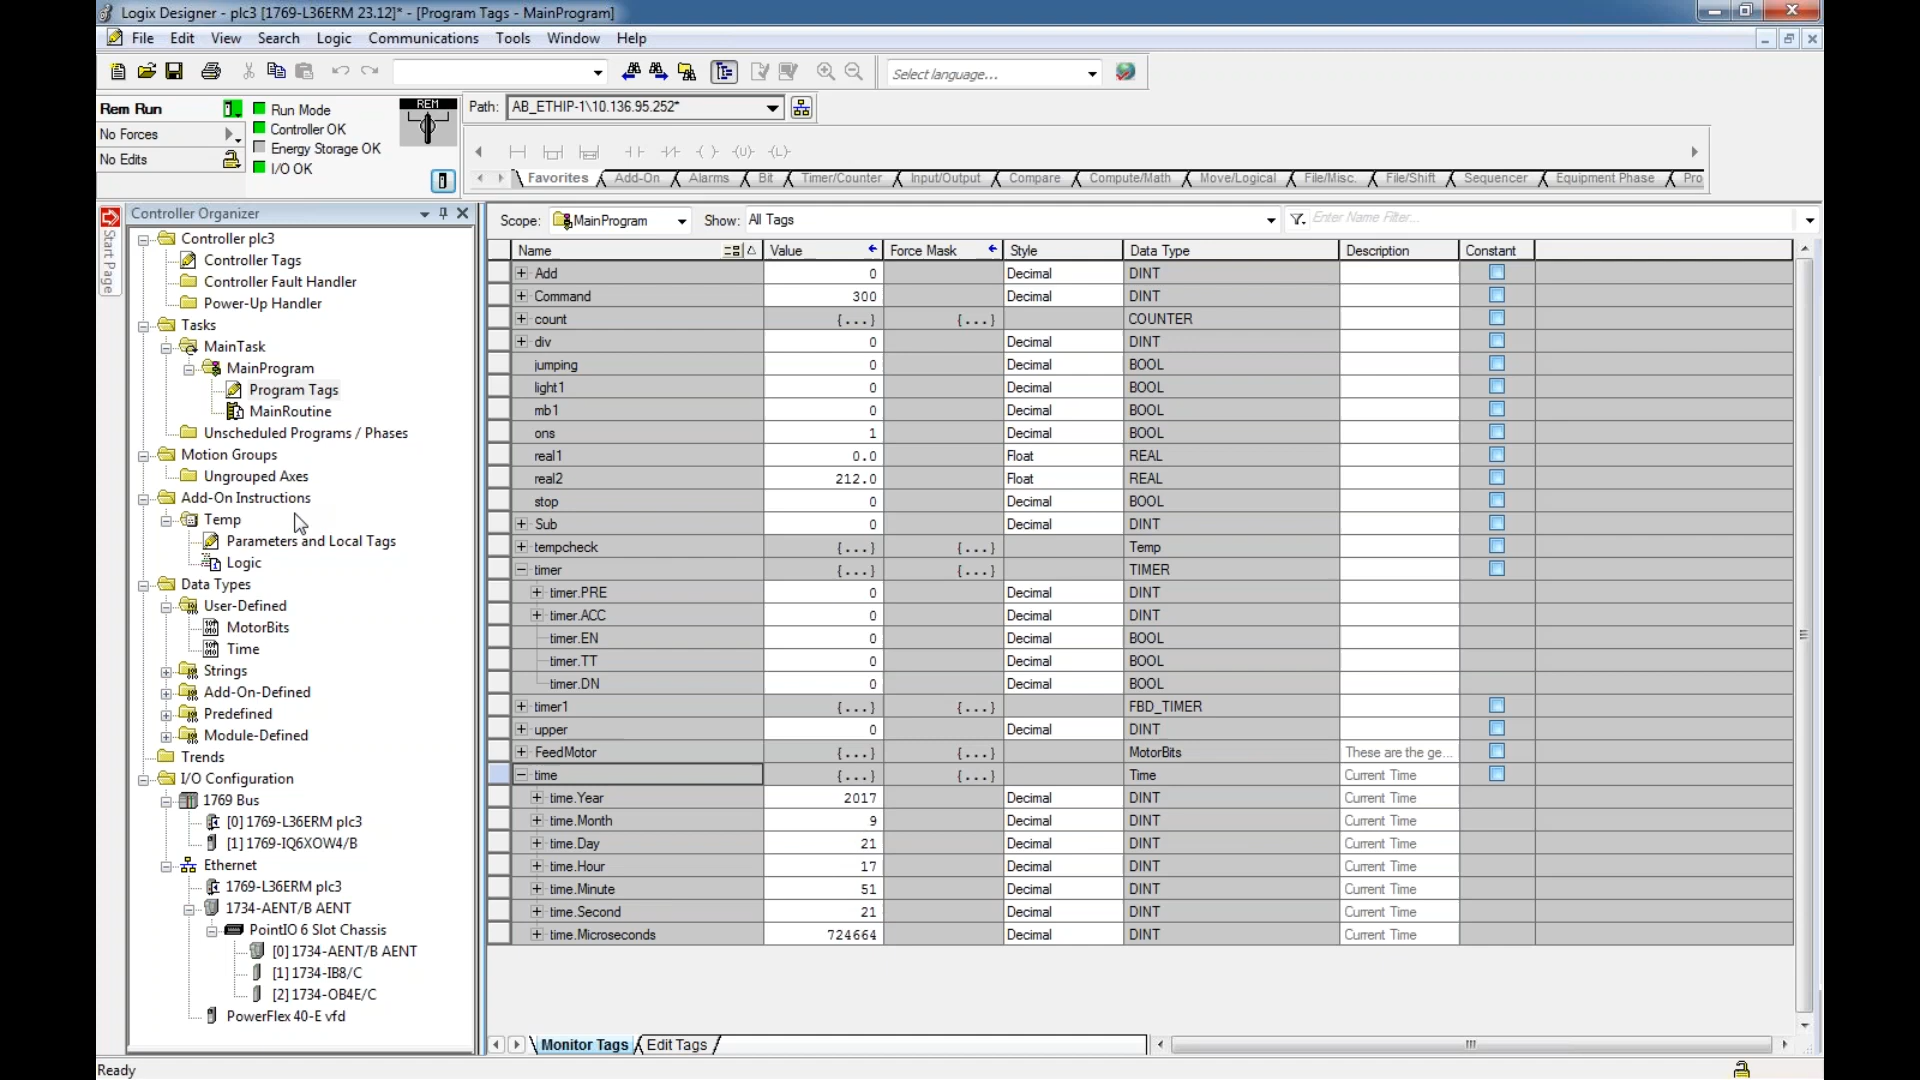 Logix Designer - plc3 [1769-L36ERM 23.12]* - [Program Tags - MainProgram]
File Edit View Search Logic Communications Tools Window Help
Select language...
Rem Run
No Forces
No Edits
Run Mode
Controller OK
Energy Storage OK
I/O OK
REM
Path: AB_ETHIP-1\10.136.95.252*
Favorites Add-On Alarms Bit Timer/Counter Input/Output Compare Compute/Math Move/Logical File/Misc. File/Shift Sequencer Equipment Phase Pro
Start Page
Controller Organizer
Controller plc3
Controller Tags
Controller Fault Handler
Power-Up Handler
Tasks
MainTask
MainProgram
Program Tags
MainRoutine
Unscheduled Programs / Phases
Motion Groups
Ungrouped Axes
Add-On Instructions
Temp
Parameters and Local Tags
Logic
Data Types
User-Defined
MotorBits
Time
Strings
Add-On-Defined
Predefined
Module-Defined
Trends
I/O Configuration
1769 Bus
[0] 1769-L36ERM plc3
[1] 1769-IQ6XOW4/B
Ethernet
1769-L36ERM plc3
1734-AENT/B AENT
PointIO 6 Slot Chassis
[0] 1734-AENT/B AENT
[1] 1734-IB8/C
[2] 1734-OB4E/C
PowerFlex 40-E vfd
Scope: MainProgram Show: All Tags Enter Name Filter...
Name Value Force Mask Style Data Type Description Constant
Add 0 Decimal DINT
Command 300 Decimal DINT
count {...} {...} COUNTER
div 0 Decimal DINT
jumping 0 Decimal BOOL
light1 0 Decimal BOOL
mb1 0 Decimal BOOL
ons 1 Decimal BOOL
real1 0.0 Float REAL
real2 212.0 Float REAL
stop 0 Decimal BOOL
Sub 0 Decimal DINT
tempcheck {...} {...} Temp
timer {...} {...} TIMER
timer.PRE 0 Decimal DINT
timer.ACC 0 Decimal DINT
timer.EN 0 Decimal BOOL
timer.TT 0 Decimal BOOL
timer.DN 0 Decimal BOOL
timer1 {...} {...} FBD_TIMER
upper 0 Decimal DINT
FeedMotor {...} {...} MotorBits These are the ge...
time {...} {...} Time Current Time
time.Year 2017 Decimal DINT Current Time
time.Month 9 Decimal DINT Current Time
time.Day 21 Decimal DINT Current Time
time.Hour 17 Decimal DINT Current Time
time.Minute 51 Decimal DINT Current Time
time.Second 21 Decimal DINT Current Time
time.Microseconds 724664 Decimal DINT Current Time
Monitor Tags Edit Tags
Ready